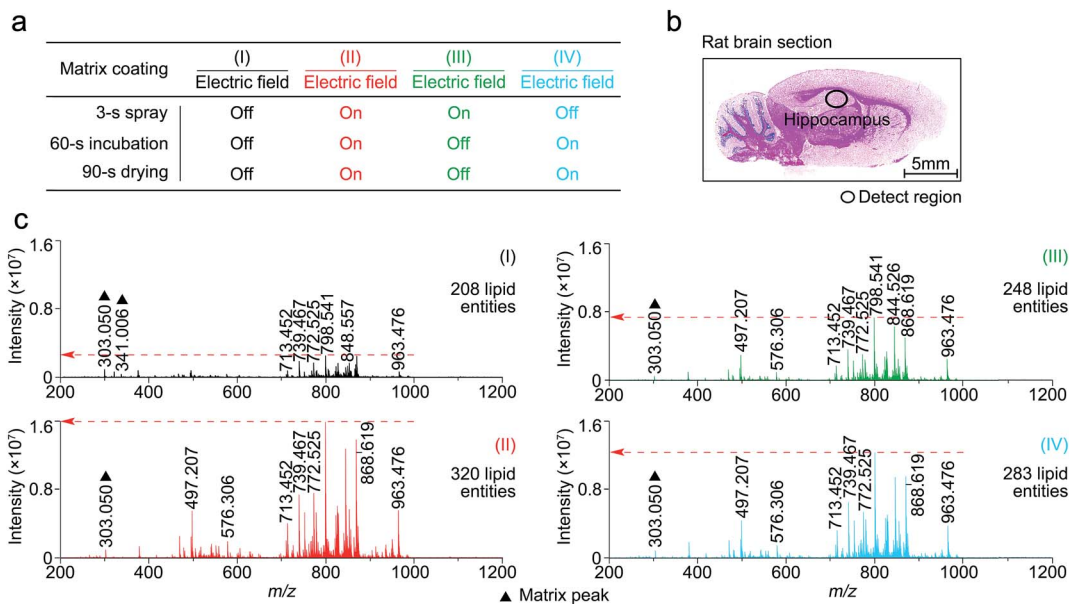 a
Matrix coating (I) (II) (III) (IV)
Electric field Electric field Electric field Electric field
3-s spray Off On On Off
60-s incubation Off On Off On
90-s drying Off On Off On
b
Rat brain section
Hippocampus
5mm
Detect region
c
Intensity (×10⁷)
1.6
0.8
0
(I)
208 lipid
entities
303.050▲
341.006▲
713.452
739.467
772.525
798.541
848.557
963.476
200 400 600 800 1000 1200
Intensity (×10⁷)
1.6
0.8
0
(III)
248 lipid
entities
303.050▲
497.207
576.306
713.452
739.467
772.525
798.541
844.526
868.619
963.476
200 400 600 800 1000 1200
Intensity (×10⁷)
1.6
0.8
0
(II)
320 lipid
entities
303.050▲
497.207
576.306
713.452
739.467
772.525
868.619
963.476
200 400 600 800 1000 1200
m/z
Intensity (×10⁷)
1.6
0.8
0
(IV)
283 lipid
entities
303.050▲
497.207
576.306
713.452
739.467
772.525
868.619
963.476
200 400 600 800 1000 1200
m/z
▲ Matrix peak